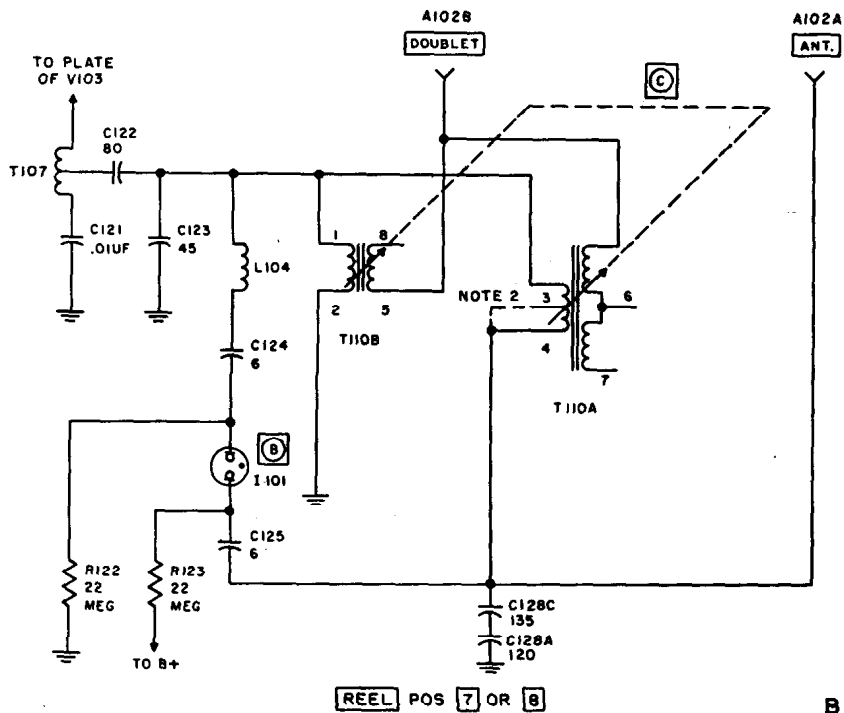 A102B
DOUBLET
A102A
ANT.
TO PLATE
OF V103
C
C122
80
T107
C121
.01UF
C123
45
L104
1
8
2
5
T110B
NOTE 2
3
4
6
7
T110A
C124
6
B
I101
C125
6
R122
22
MEG
R123
22
MEG
TO B+
C128C
135
C128A
120
REEL POS 7 OR 8
B